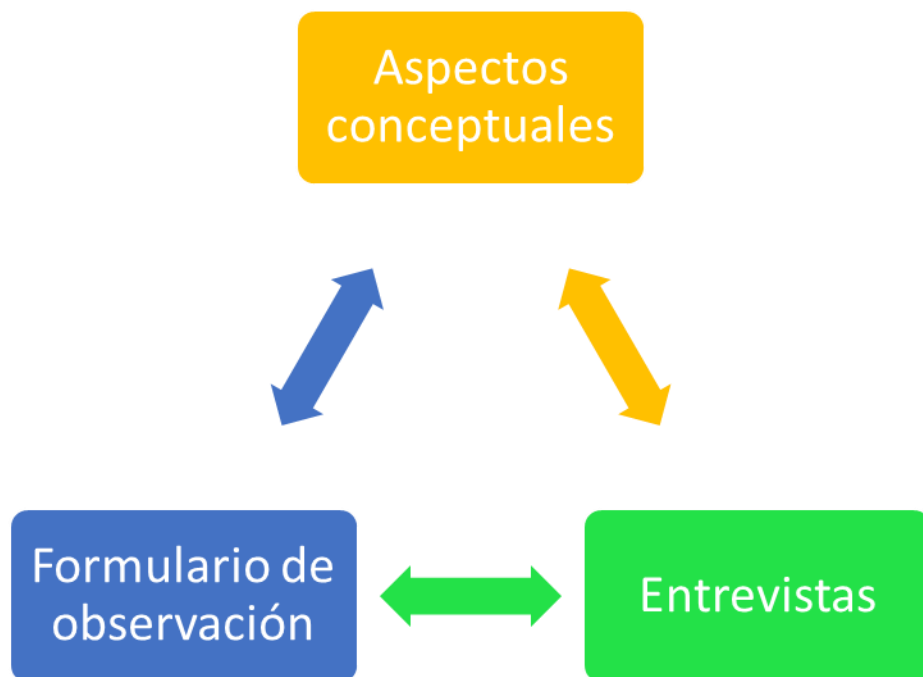 Aspectos
conceptuales
Formulario de
observación
Entrevistas